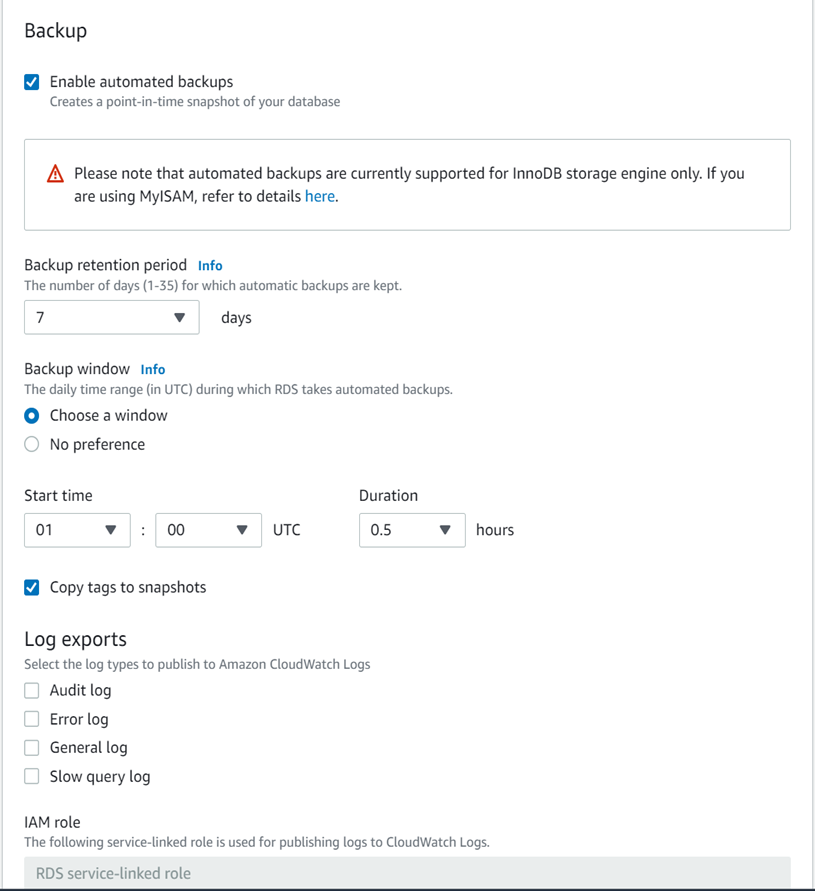 Backup
Enable automated backups
Creates a point-in-time snapshot of your database
Please note that automated backups are currently supported for InnoDB storage engine only. If you
are using MyISAM, refer to details here.
Backup retention period Info
The number of days (1-35) for which automatic backups are kept.
7 days
Backup window Info
The daily time range (in UTC) during which RDS takes automated backups.
Choose a window
No preference
Start time Duration
01 : 00 UTC 0.5 hours
Copy tags to snapshots
Log exports
Select the log types to publish to Amazon CloudWatch Logs
Audit log
Error log
General log
Slow query log
IAM role
The following service-linked role is used for publishing logs to CloudWatch Logs.
RDS service-linked role